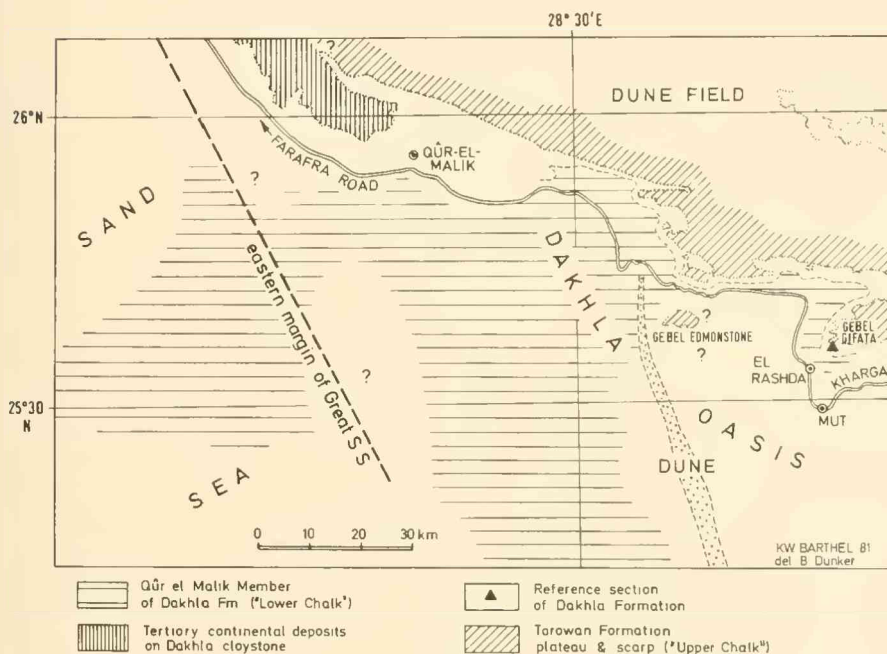 28° 30′ E
26° N
?
DUNE FIELD
QÛR-EL-
MALIK
FARAFRA ROAD
?
SAND
DAKHLA
eastern margin of Great S S
?
?
?
GEBEL EDMONSTONE
GEBEL
GIFATA
EL
RASHDA
KHARGA
MUT
25° 30
N
OASIS
DUNE
SEA
0 10 20 30 km
KW BARTHEL 81
del B Dunker
Qûr el Malik Member
of Dakhla Fm ("Lower Chalk")
Tertiary continental deposits
on Dakhla cloystone
Reference section
of Dakhla Formation
Tarowan Formation
plateau & scarp ("Upper Chalk")